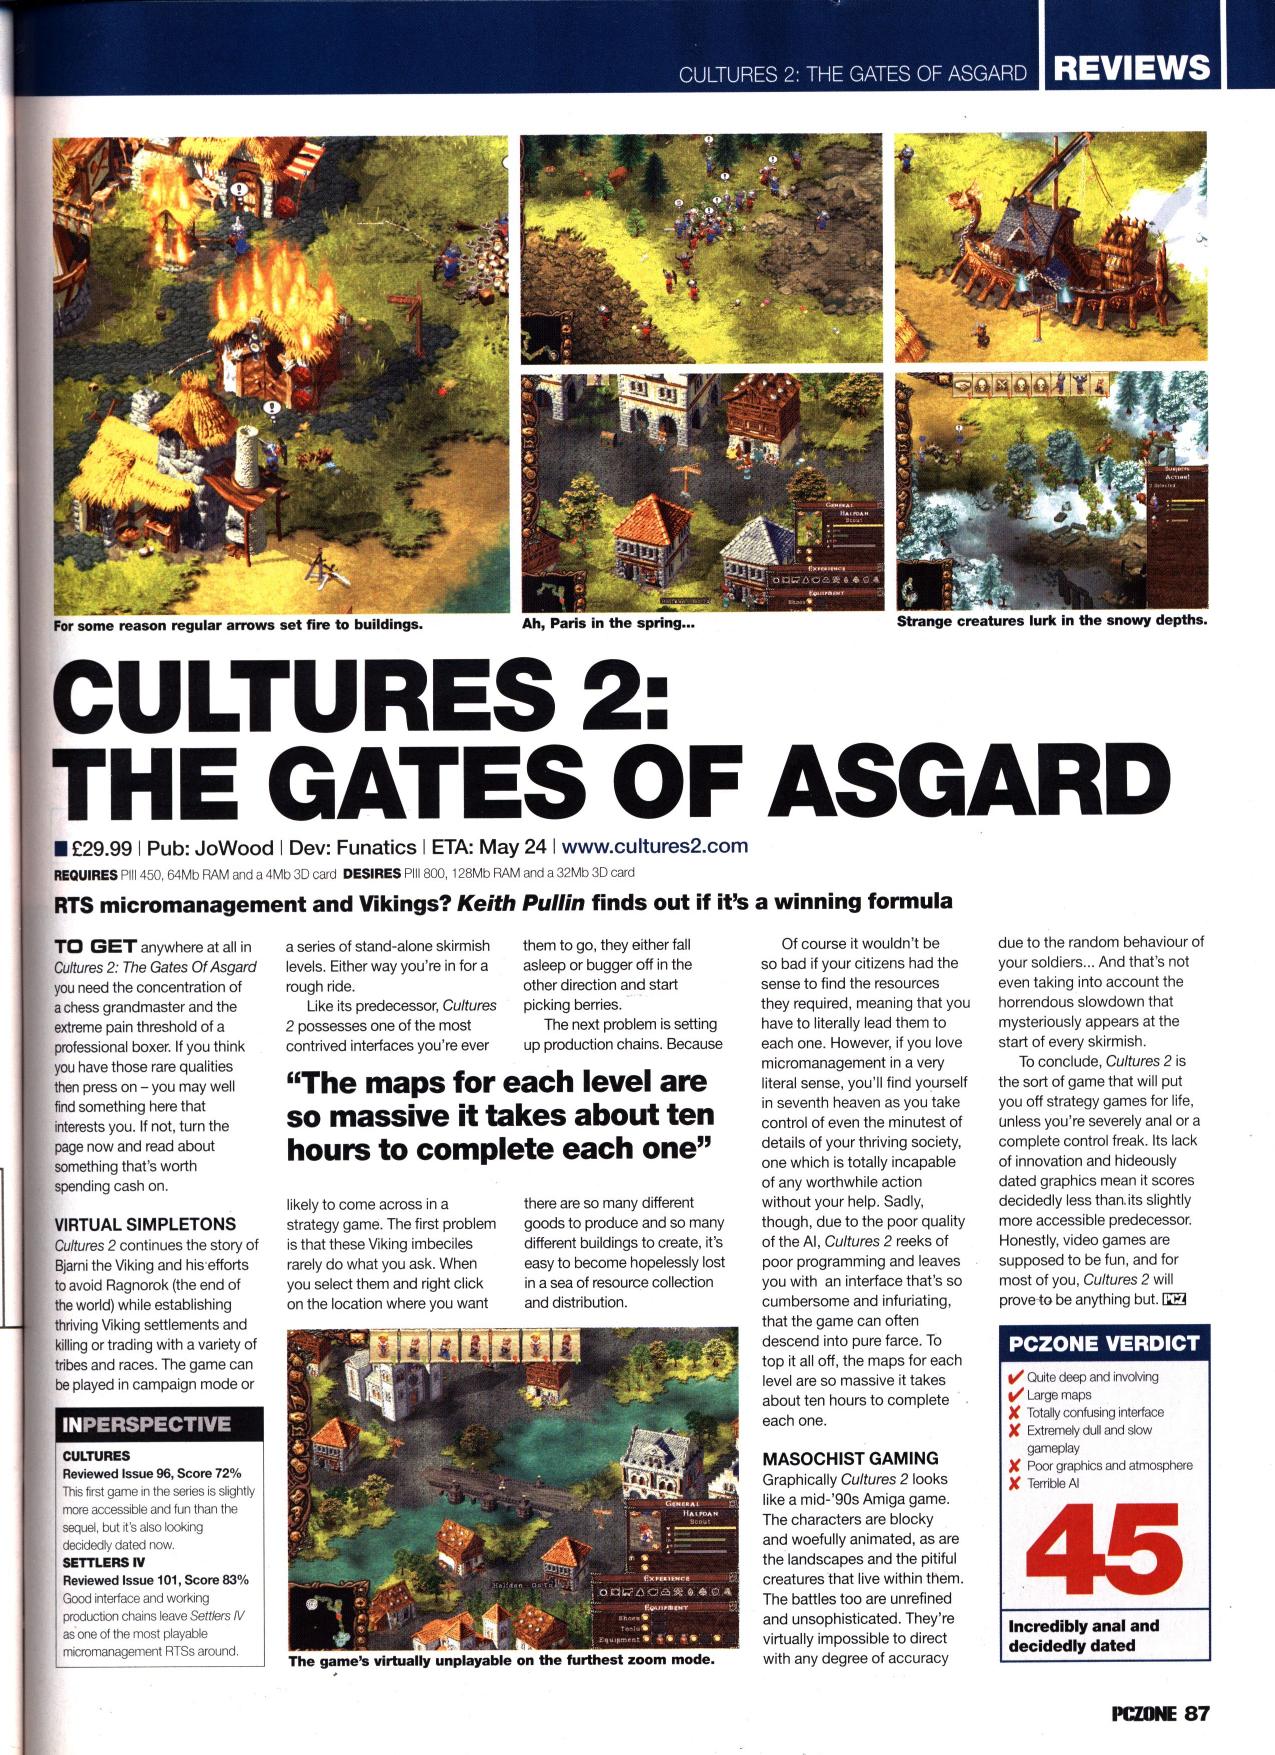 CULTURES 2: THE GATES OF ASGARD
REVIEWS
For some reason regular arrows set fire to buildings.
Ah, Paris in the spring...
Strange creatures lurk in the snowy depths.
CULTURES 2:
THE GATES OF ASGARD
£29.99 | Pub: JoWood | Dev: Funatics | ETA: May 24 | www.cultures2.com
REQUIRES PIII 450, 64Mb RAM and a 4Mb 3D card DESIRES PIII 800, 128Mb RAM and a 32Mb 3D card
RTS micromanagement and Vikings? Keith Pullin finds out if it's a winning formula
TO GET anywhere at all in
Cultures 2: The Gates Of Asgard
you need the concentration of
a chess grandmaster and the
extreme pain threshold of a
professional boxer. If you think
you have those rare qualities
then press on – you may well
find something here that
interests you. If not, turn the
page now and read about
something that's worth
spending cash on.
VIRTUAL SIMPLETONS
Cultures 2 continues the story of
Bjarni the Viking and his efforts
to avoid Ragnorok (the end of
the world) while establishing
thriving Viking settlements and
killing or trading with a variety of
tribes and races. The game can
be played in campaign mode or
a series of stand-alone skirmish
levels. Either way you're in for a
rough ride.
Like its predecessor, Cultures
2 possesses one of the most
contrived interfaces you're ever
"The maps for each level are
so massive it takes about ten
hours to complete each one"
likely to come across in a
strategy game. The first problem
is that these Viking imbeciles
rarely do what you ask. When
you select them and right click
on the location where you want
them to go, they either fall
asleep or bugger off in the
other direction and start
picking berries.
The next problem is setting
up production chains. Because
there are so many different
goods to produce and so many
different buildings to create, it's
easy to become hopelessly lost
in a sea of resource collection
and distribution.
Of course it wouldn't be
so bad if your citizens had the
sense to find the resources
they required, meaning that you
have to literally lead them to
each one. However, if you love
micromanagement in a very
literal sense, you'll find yourself
in seventh heaven as you take
control of even the minutest of
details of your thriving society,
one which is totally incapable
of any worthwhile action
without your help. Sadly,
though, due to the poor quality
of the AI, Cultures 2 reeks of
poor programming and leaves
you with an interface that's so
cumbersome and infuriating,
that the game can often
descend into pure farce. To
top it all off, the maps for each
level are so massive it takes
about ten hours to complete
each one.
MASOCHIST GAMING
Graphically Cultures 2 looks
like a mid-'90s Amiga game.
The characters are blocky
and woefully animated, as are
the landscapes and the pitiful
creatures that live within them.
The battles too are unrefined
and unsophisticated. They're
virtually impossible to direct
with any degree of accuracy
due to the random behaviour of
your soldiers... And that's not
even taking into account the
horrendous slowdown that
mysteriously appears at the
start of every skirmish.
To conclude, Cultures 2 is
the sort of game that will put
you off strategy games for life,
unless you're severely anal or a
complete control freak. Its lack
of innovation and hideously
dated graphics mean it scores
decidedly less than its slightly
more accessible predecessor.
Honestly, video games are
supposed to be fun, and for
most of you, Cultures 2 will
prove to be anything but. PCZ
INPERSPECTIVE
CULTURES
Reviewed Issue 96, Score 72%
This first game in the series is slightly
more accessible and fun than the
sequel, but it's also looking
decidedly dated now.
SETTLERS IV
Reviewed Issue 101, Score 83%
Good interface and working
production chains leave Settlers IV
as one of the most playable
micromanagement RTSs around.
GENERAL
HALFDAN
Scout
EXPERIENCE
EQUIPMENT
Shoes
Tools
Equipment
The game's virtually unplayable on the furthest zoom mode.
PCZONE VERDICT
Quite deep and involving
Large maps
Totally confusing interface
Extremely dull and slow
gameplay
Poor graphics and atmosphere
Terrible AI
45
Incredibly anal and
decidedly dated
PCZONE 87